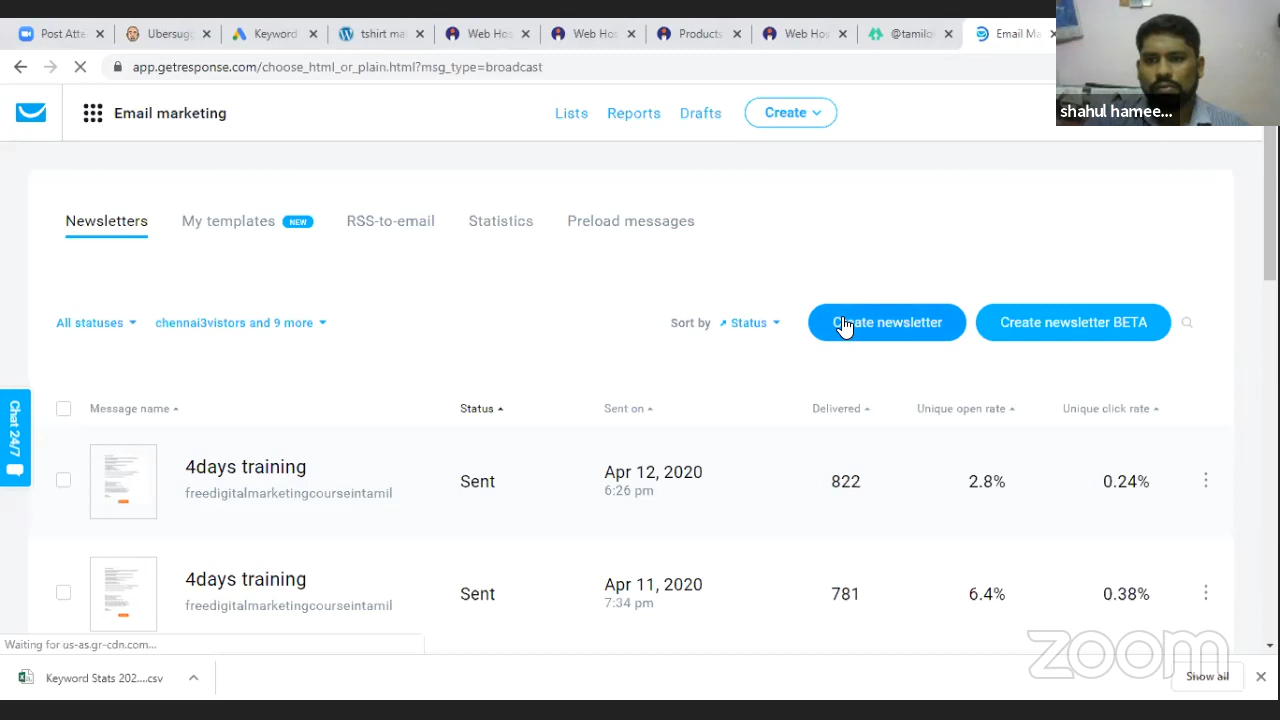 Post Atte
Ubersugg
Keyword
tshirt ma
Web Hos
Web Hos
Products
Web Hos
@tamilo
Email Ma
app.getresponse.com/choose_html_or_plain.html?msg_type=broadcast
shahul hamee...
Email marketing
Lists
Reports
Drafts
Create
Newsletters
My templates NEW
RSS-to-email
Statistics
Preload messages
All statuses
chennai3vistors and 9 more
Sort by Status
Create newsletter
Create newsletter BETA
Chat 24/7
Message name
Status
Sent on
Delivered
Unique open rate
Unique click rate
4days training
freedigitalmarketingcourseintamil
Sent
Apr 12, 2020
6:26 pm
822
2.8%
0.24%
4days training
freedigitalmarketingcourseintamil
Sent
Apr 11, 2020
7:34 pm
781
6.4%
0.38%
Waiting for us-as.gr-cdn.com...
zoom
Keyword Stats 202....csv
Show all